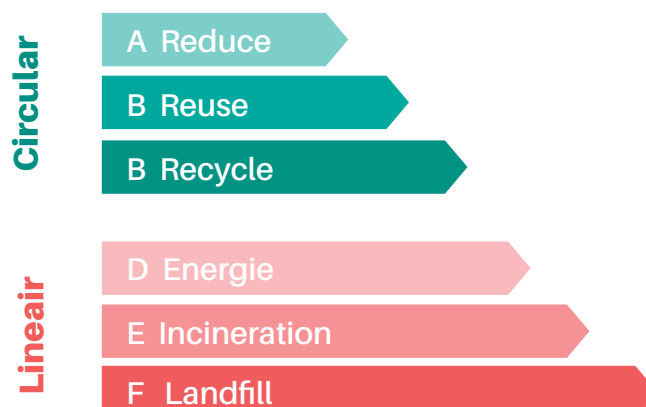 Circular
A Reduce
B Reuse
B Recycle
Lineair
D Energie
E Incineration
F Landfill